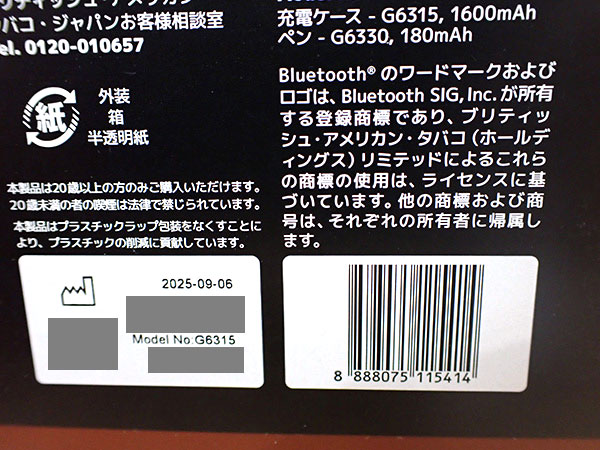 バコ・ジャパンお客様相談室
el. 0120-010657
充電ケース - G6315, 1600mAh
ペン - G6330, 180mAh
Bluetooth® のワードマークおよび
ロゴは、Bluetooth SIG, Inc. が所有
する登録商標であり、ブリティッ
シュ・アメリカン・タバコ（ホールデ
ィングス）リミテッドによるこれら
の商標の使用は、ライセンスに基
づいています。他の商標および商
号は、それぞれの所有者に帰属し
ます。
紙
外装
箱
半透明紙
本製品は20歳以上の方のみご購入いただけます。
20歳未満の者の喫煙は法律で禁じられています。
本製品はプラスチックラップ包装をなくすことに
より、プラスチックの削減に貢献しています。
2025-09-06
Model No:G6315
8 888075 115414